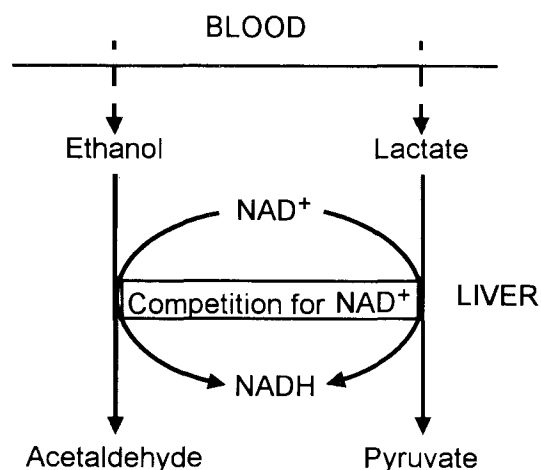 BLOOD
Ethanol Lactate
NAD+
Competition for NAD+ LIVER
NADH
Acetaldehyde Pyruvate